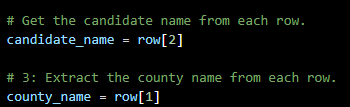 # Get the candidate name from each row.
candidate_name = row[2]
# 3: Extract the county name from each row.
county_name = row[1]